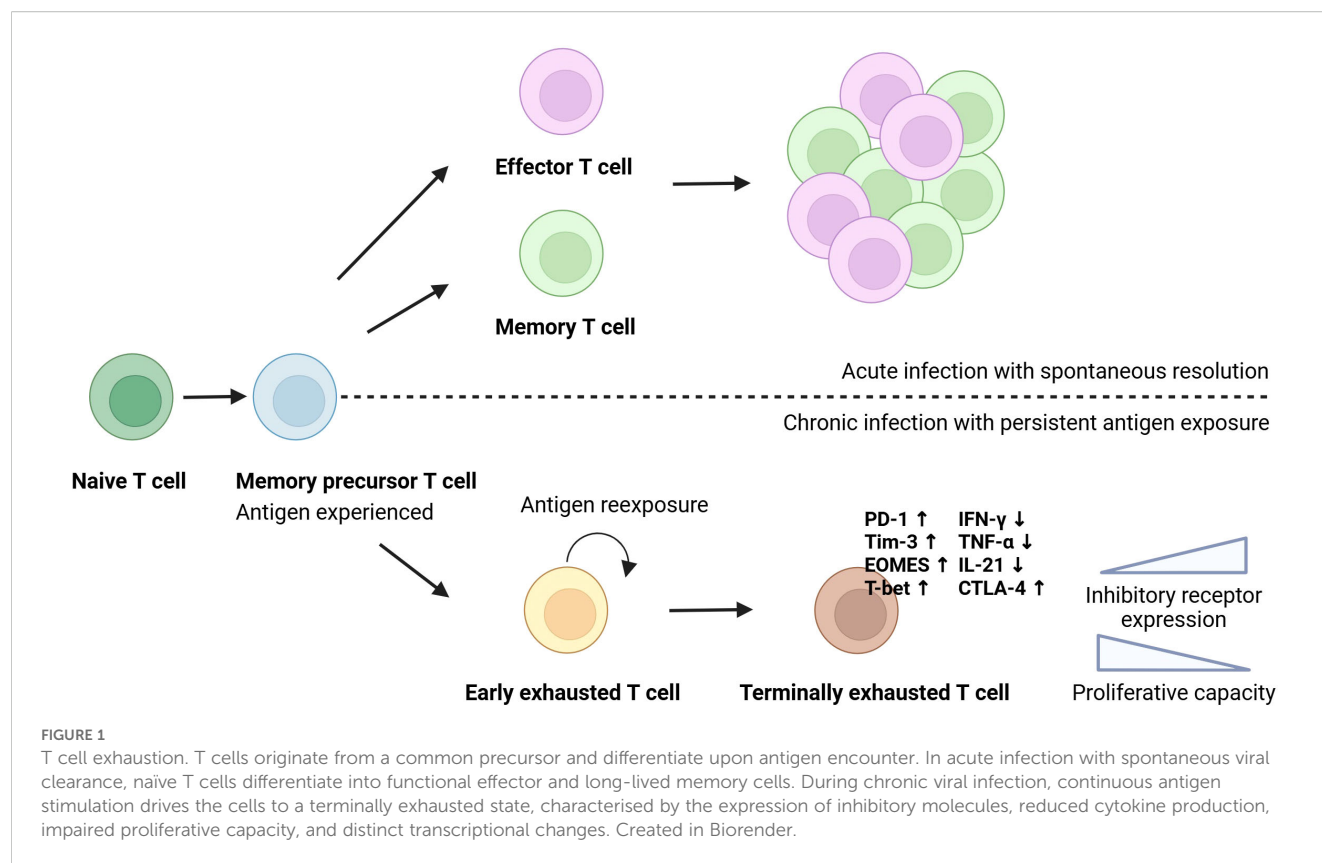 Effector T cell
Memory T cell
Acute infection with spontaneous resolution
Chronic infection with persistent antigen exposure
Naive T cell
Memory precursor T cell
Antigen experienced
Antigen reexposure
PD-1 ↑ IFN-γ ↓
Tim-3 ↑ TNF-α ↓
EOMES ↑ IL-21 ↓
T-bet ↑ CTLA-4 ↑
Inhibitory receptor
expression
Early exhausted T cell
Terminally exhausted T cell
Proliferative capacity
FIGURE 1
T cell exhaustion. T cells originate from a common precursor and differentiate upon antigen encounter. In acute infection with spontaneous viral
clearance, naïve T cells differentiate into functional effector and long-lived memory cells. During chronic viral infection, continuous antigen
stimulation drives the cells to a terminally exhausted state, characterised by the expression of inhibitory molecules, reduced cytokine production,
impaired proliferative capacity, and distinct transcriptional changes. Created in Biorender.